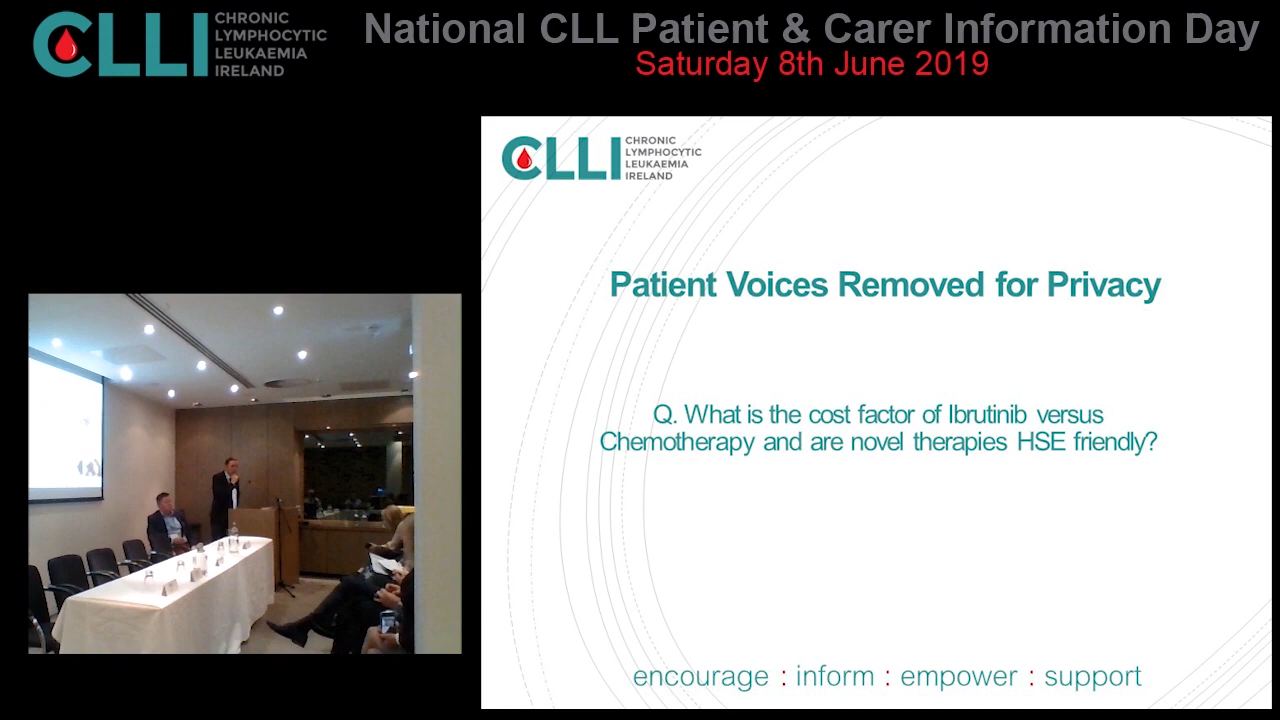 CLLI
CHRONIC
LYMPHOCYTIC
LEUKAEMIA
IRELAND
National CLL Patient & Carer Information Day
Saturday 8th June 2019
CLLI
CHRONIC
LYMPHOCYTIC
LEUKAEMIA
IRELAND
Patient Voices Removed for Privacy
Q. What is the cost factor of Ibrutinib versus
Chemotherapy and are novel therapies HSE friendly?
encourage : inform : empower : support